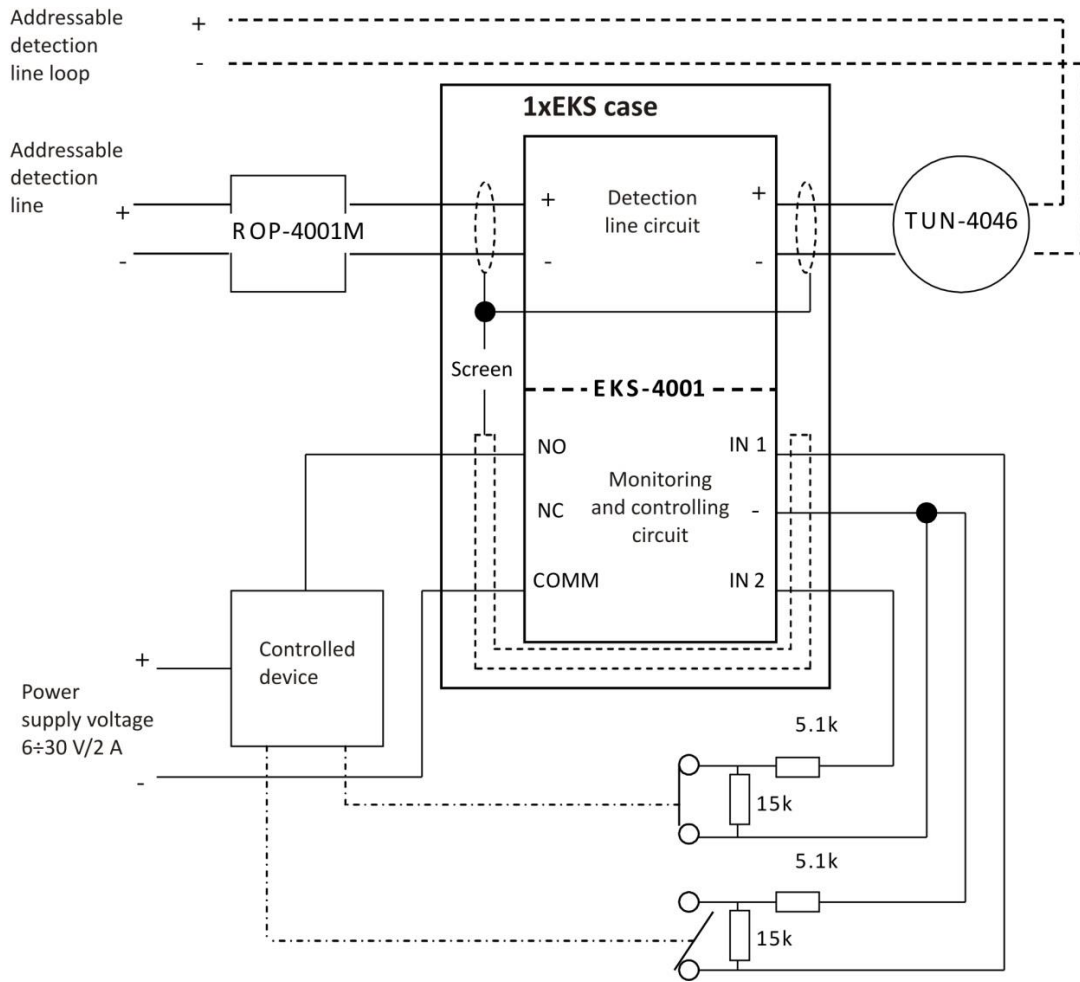 Addressable
detection
line loop
+
-
1xEKS case
Addressable
detection
line
+
-
ROP-4001M
+
-
Detection
line circuit
+
-
TUN-4046
Screen
EKS-4001
NO
NC
COMM
Monitoring
and controlling
circuit
IN 1
-
IN 2
Controlled
device
+
Power
supply voltage
6÷30 V/2 A
-
5.1k
15k
5.1k
15k